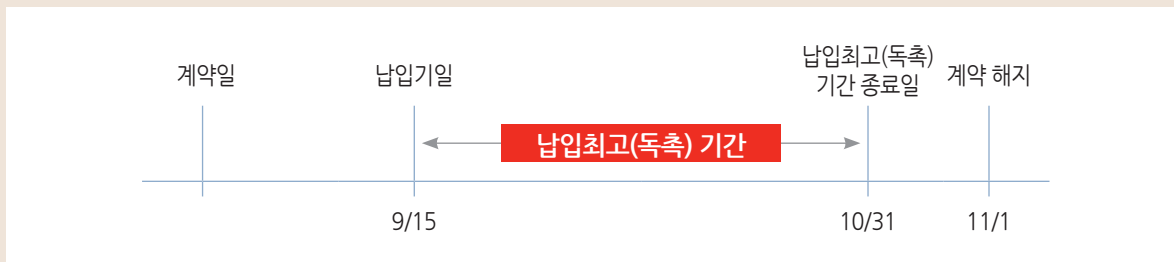 계약일
납입기일
납입최고(독촉)
기간 종료일
계약 해지
납입최고(독촉) 기간
9/15
10/31
11/1